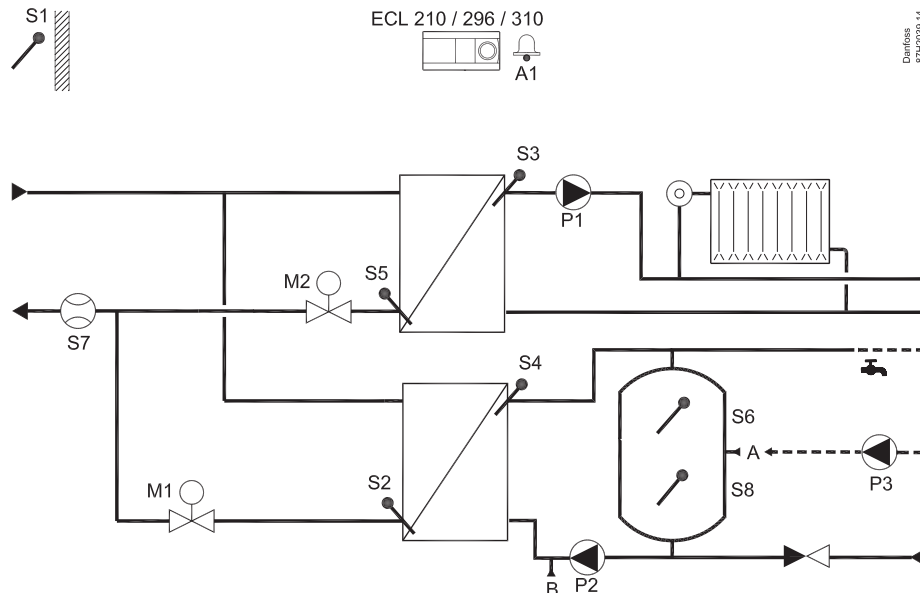 S1
ECL 210 / 296 / 310
A1
Danfoss
S3
P1
M2
S5
S7
S4
S6
A
S8
P3
M1
S2
B
P2